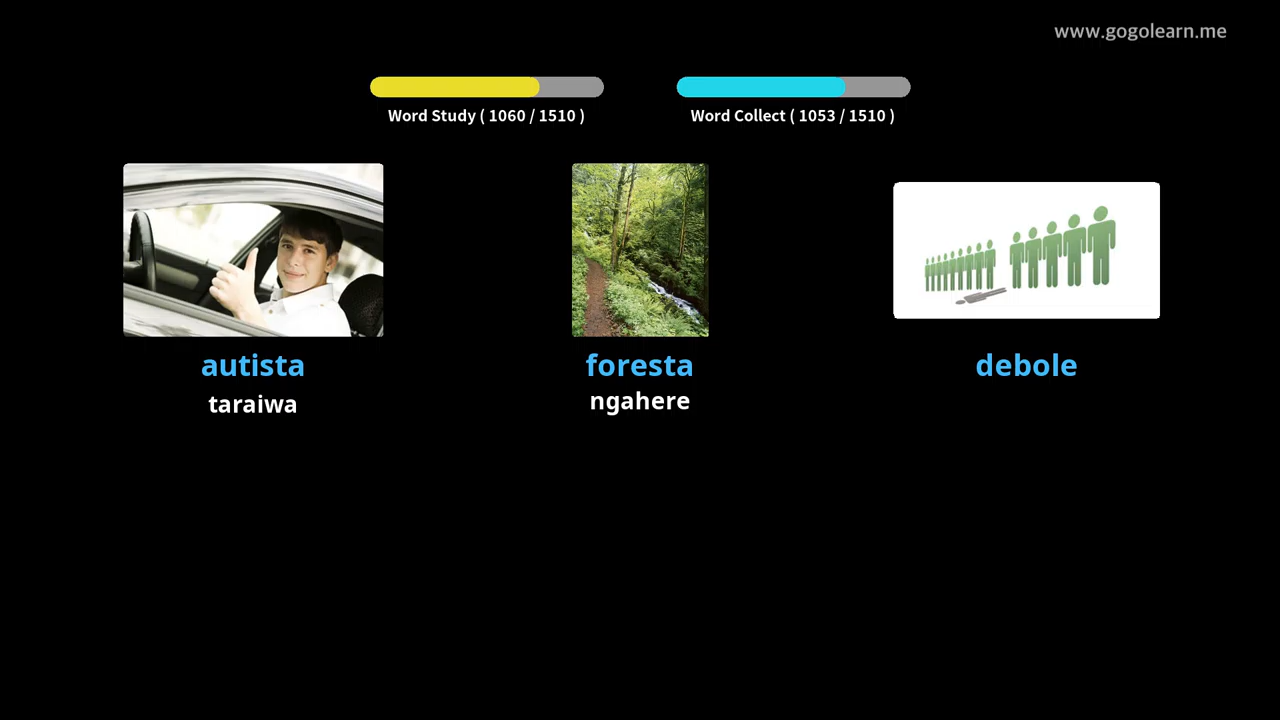 www.gogolearn.me
Word Study ( 1060 / 1510 )
Word Collect ( 1053 / 1510 )
autista
taraiwa
foresta
ngahere
debole